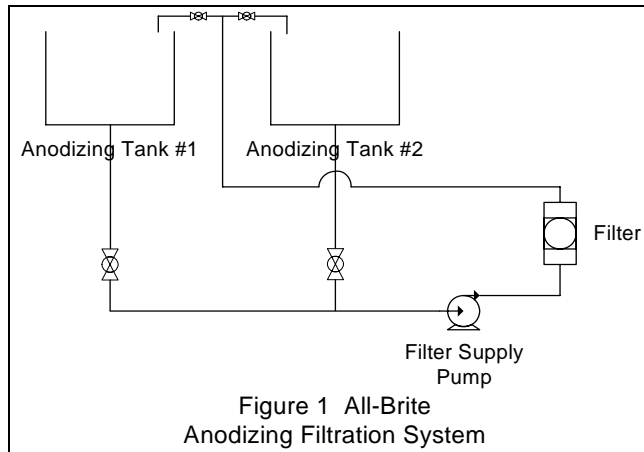 Anodizing Tank #1
Anodizing Tank #2
Filter
Filter Supply
Pump
Figure 1 All-Brite
Anodizing Filtration System